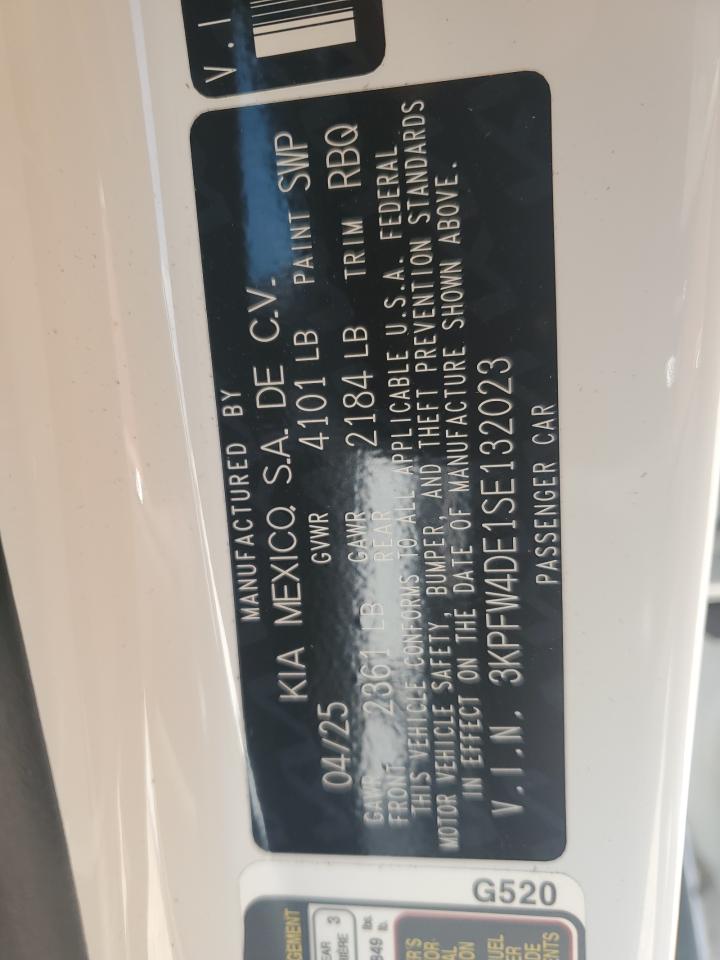 V.I
MANUFACTURED BY
KIA MEXICO, S.A. DE C.V.
04/25 GVWR 4101 LB PAINT SWP
GAWR FRONT 2361 LB GAWR REAR 2184 LB TRIM RBQ
THIS VEHICLE CONFORMS TO ALL APPLICABLE U.S.A. FEDERAL
MOTOR VEHICLE SAFETY, BUMPER, AND THEFT PREVENTION STANDARDS
IN EFFECT ON THE DATE OF MANUFACTURE SHOWN ABOVE.
V.I.N. 3KPFW4DE1SE132023
PASSENGER CAR
G520
3